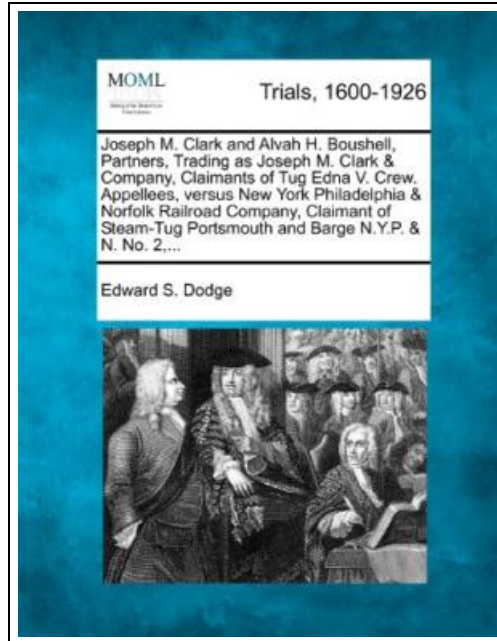 MOML
Trials, 1600-1926
Joseph M. Clark and Alvah H. Boushell,
Partners, Trading as Joseph M. Clark &
Company, Claimants of Tug Edna V. Crew.
Appellees, versus New York Philadelphia &
Norfolk Railroad Company, Claimant of
Steam-Tug Portsmouth and Barge N.Y.P. &
N. No. 2,...
Edward S. Dodge